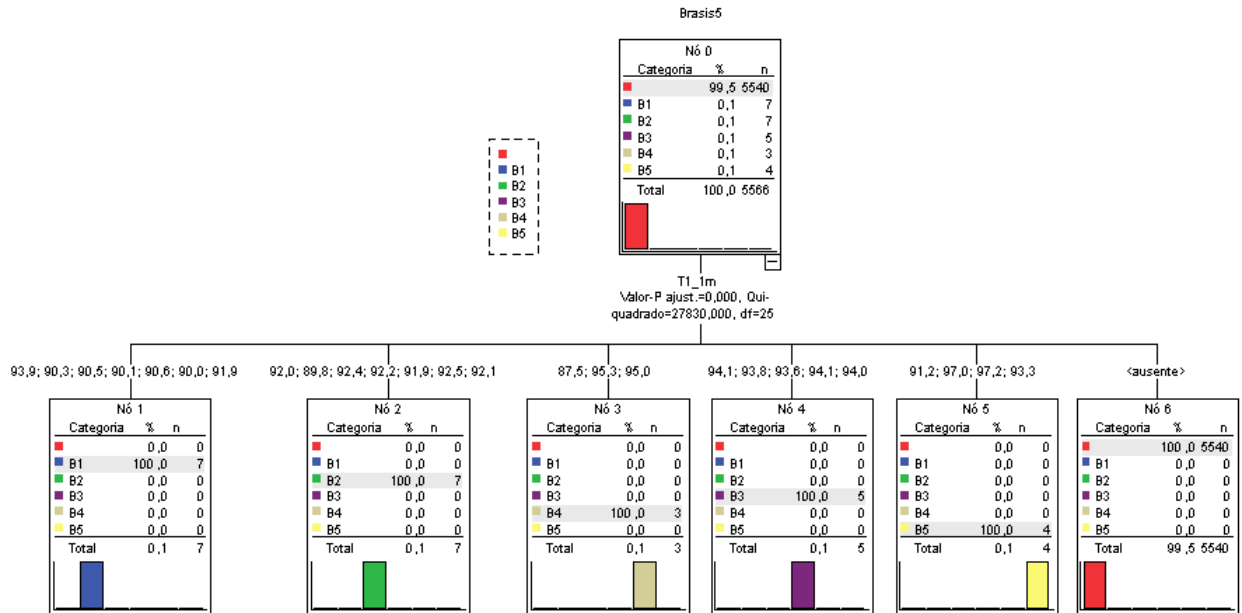 Brasis5
Nó 0
Categoria % n
99,5 5540
B1 0,1 7
B2 0,1 7
B3 0,1 5
B4 0,1 3
B5 0,1 4
Total 100,0 5566
B1
B2
B3
B4
B5
T1_1m
Valor-P ajust.=0,000, Qui-
quadrado=27830,000, df=25
93,9; 90,3; 90,5; 90,1; 90,6; 90,0; 91,9
Nó 1
Categoria % n
0,0 0
B1 100,0 7
B2 0,0 0
B3 0,0 0
B4 0,0 0
B5 0,0 0
Total 0,1 7
92,0; 89,8; 92,4; 92,2; 91,9; 92,5; 92,1
Nó 2
Categoria % n
0,0 0
B1 0,0 0
B2 100,0 7
B3 0,0 0
B4 0,0 0
B5 0,0 0
Total 0,1 7
87,5; 95,3; 95,0
Nó 3
Categoria % n
0,0 0
B1 0,0 0
B2 0,0 0
B3 0,0 0
B4 100,0 3
B5 0,0 0
Total 0,1 3
94,1; 93,8; 93,6; 94,1; 94,0
Nó 4
Categoria % n
0,0 0
B1 0,0 0
B2 0,0 0
B3 100,0 5
B4 0,0 0
B5 0,0 0
Total 0,1 5
91,2; 97,0; 97,2; 93,3
Nó 5
Categoria % n
0,0 0
B1 0,0 0
B2 0,0 0
B3 0,0 0
B4 0,0 0
B5 100,0 4
Total 0,1 4
<ausente>
Nó 6
Categoria % n
100,0 5540
B1 0,0 0
B2 0,0 0
B3 0,0 0
B4 0,0 0
B5 0,0 0
Total 99,5 5540